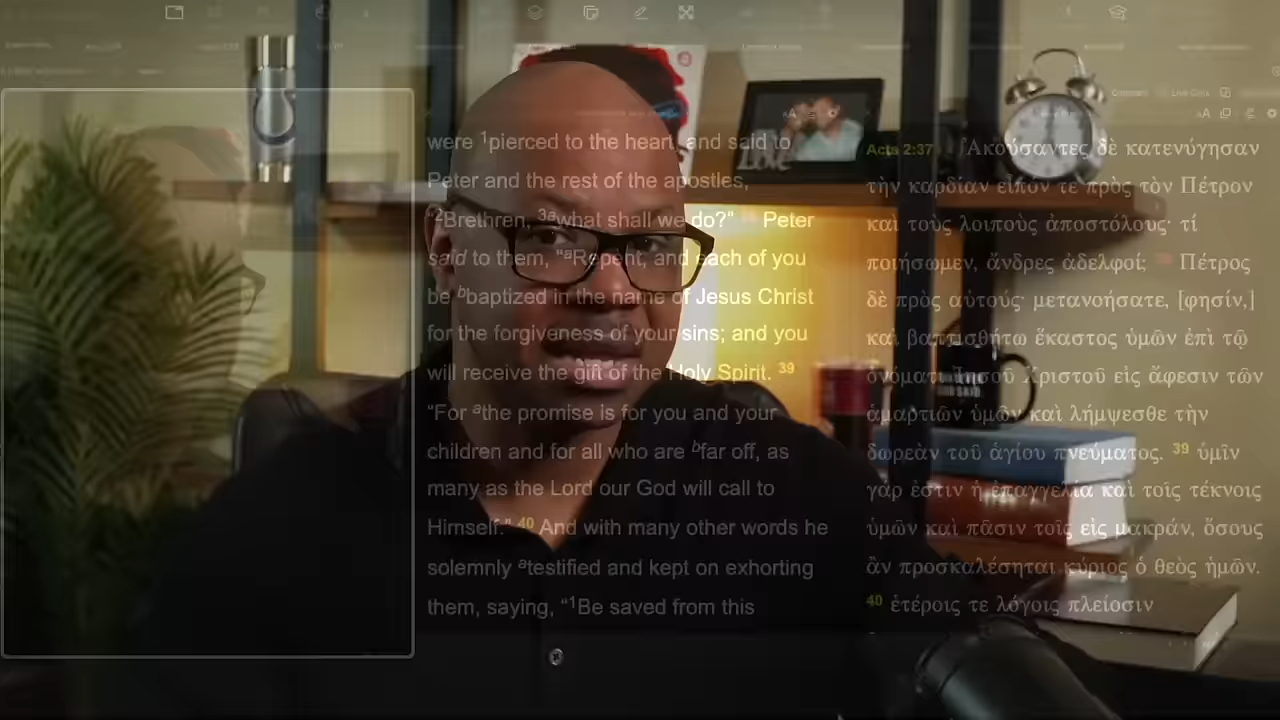 were ¹pierced to the heart, and said to
Peter and the rest of the apostles,
"²Brethren, ³ᵃwhat shall we do?" Peter
said to them, "ᵃRepent, and each of you
be ᵇbaptized in the name of Jesus Christ
for the forgiveness of your sins; and you
will receive the gift of the Holy Spirit. 39
"For ᵃthe promise is for you and your
children and for all who are ᵇfar off, as
many as the Lord our God will call to
Himself." 40 And with many other words he
solemnly ᵃtestified and kept on exhorting
them, saying, "¹Be saved from this
Acts 2:37 Ἀκούσαντες δὲ κατενύγησαν
τὴν καρδίαν εἶπόν τε πρὸς τὸν Πέτρον
καὶ τοὺς λοιποὺς ἀποστόλους· τί
ποιήσωμεν, ἄνδρες ἀδελφοί; Πέτρος
δὲ πρὸς αὐτούς· μετανοήσατε, [φησίν,]
καὶ βαπτισθήτω ἕκαστος ὑμῶν ἐπὶ τῷ
ὀνόματι Ἰησοῦ Χριστοῦ εἰς ἄφεσιν τῶν
ἁμαρτιῶν ὑμῶν καὶ λήμψεσθε τὴν
δωρεὰν τοῦ ἁγίου πνεύματος. 39 ὑμῖν
γάρ ἐστιν ἡ ἐπαγγελία καὶ τοῖς τέκνοις
ὑμῶν καὶ πᾶσιν τοῖς εἰς μακράν, ὅσους
ἂν προσκαλέσηται κύριος ὁ θεὸς ἡμῶν.
40 ἑτέροις τε λόγοις πλείοσιν
LOVE